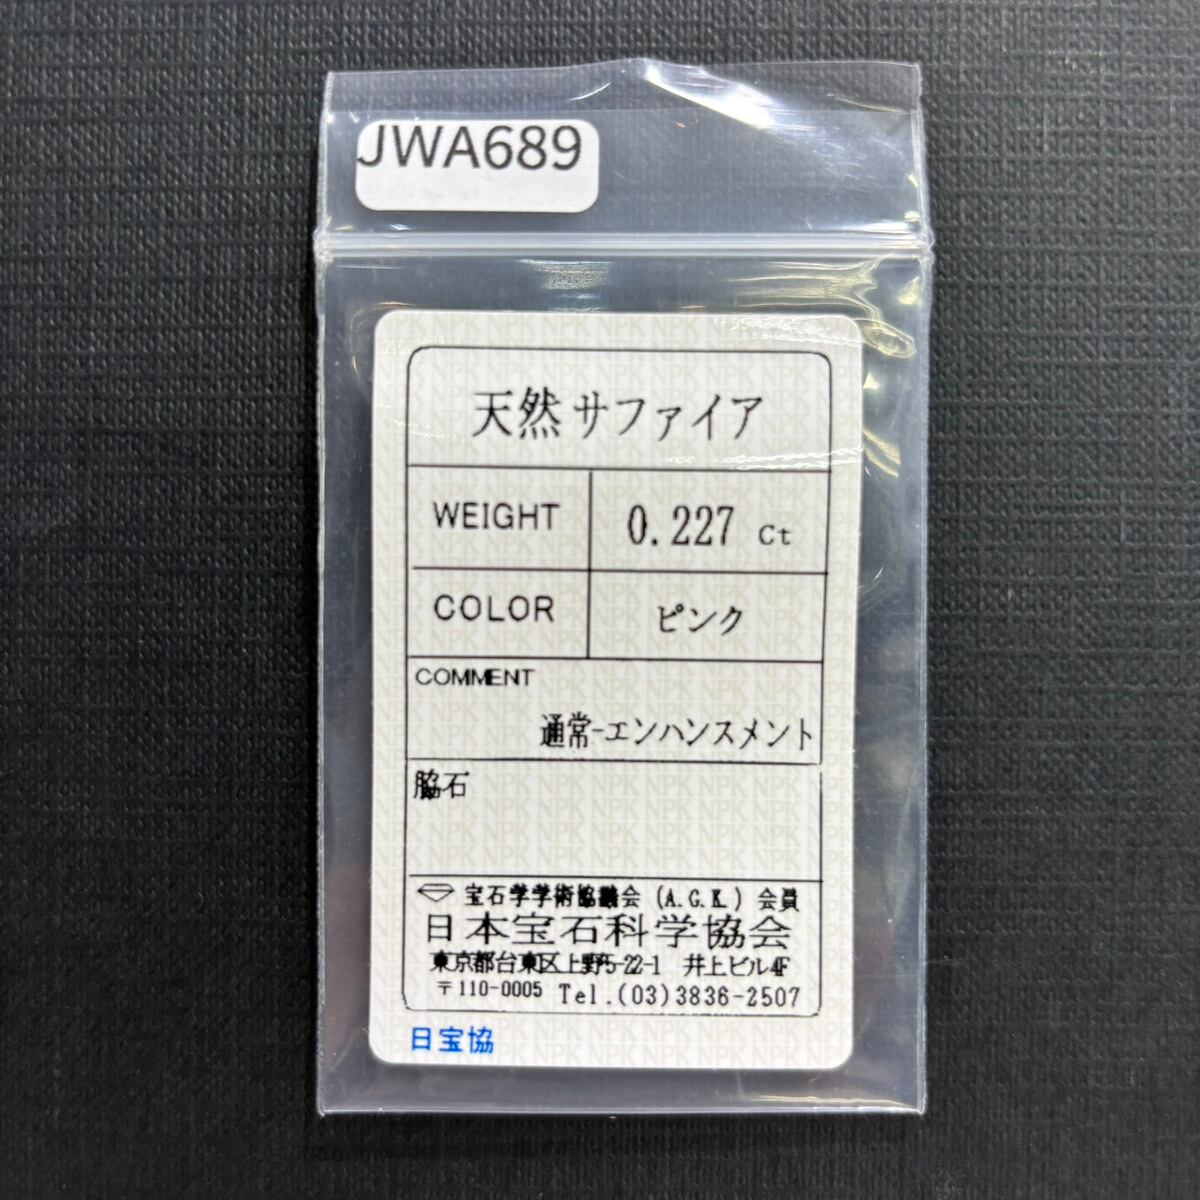 JWA689
天然サファイア
WEIGHT 0.227 Ct
COLOR ピンク
COMMENT
通常-エンハンスメント
脇石
宝石学学術協議会 (A.G.K.) 会員
日本宝石科学協会
東京都台東区上野5-22-1 井上ビル4F
〒110-0005 Tel.(03)3836-2507
日宝協